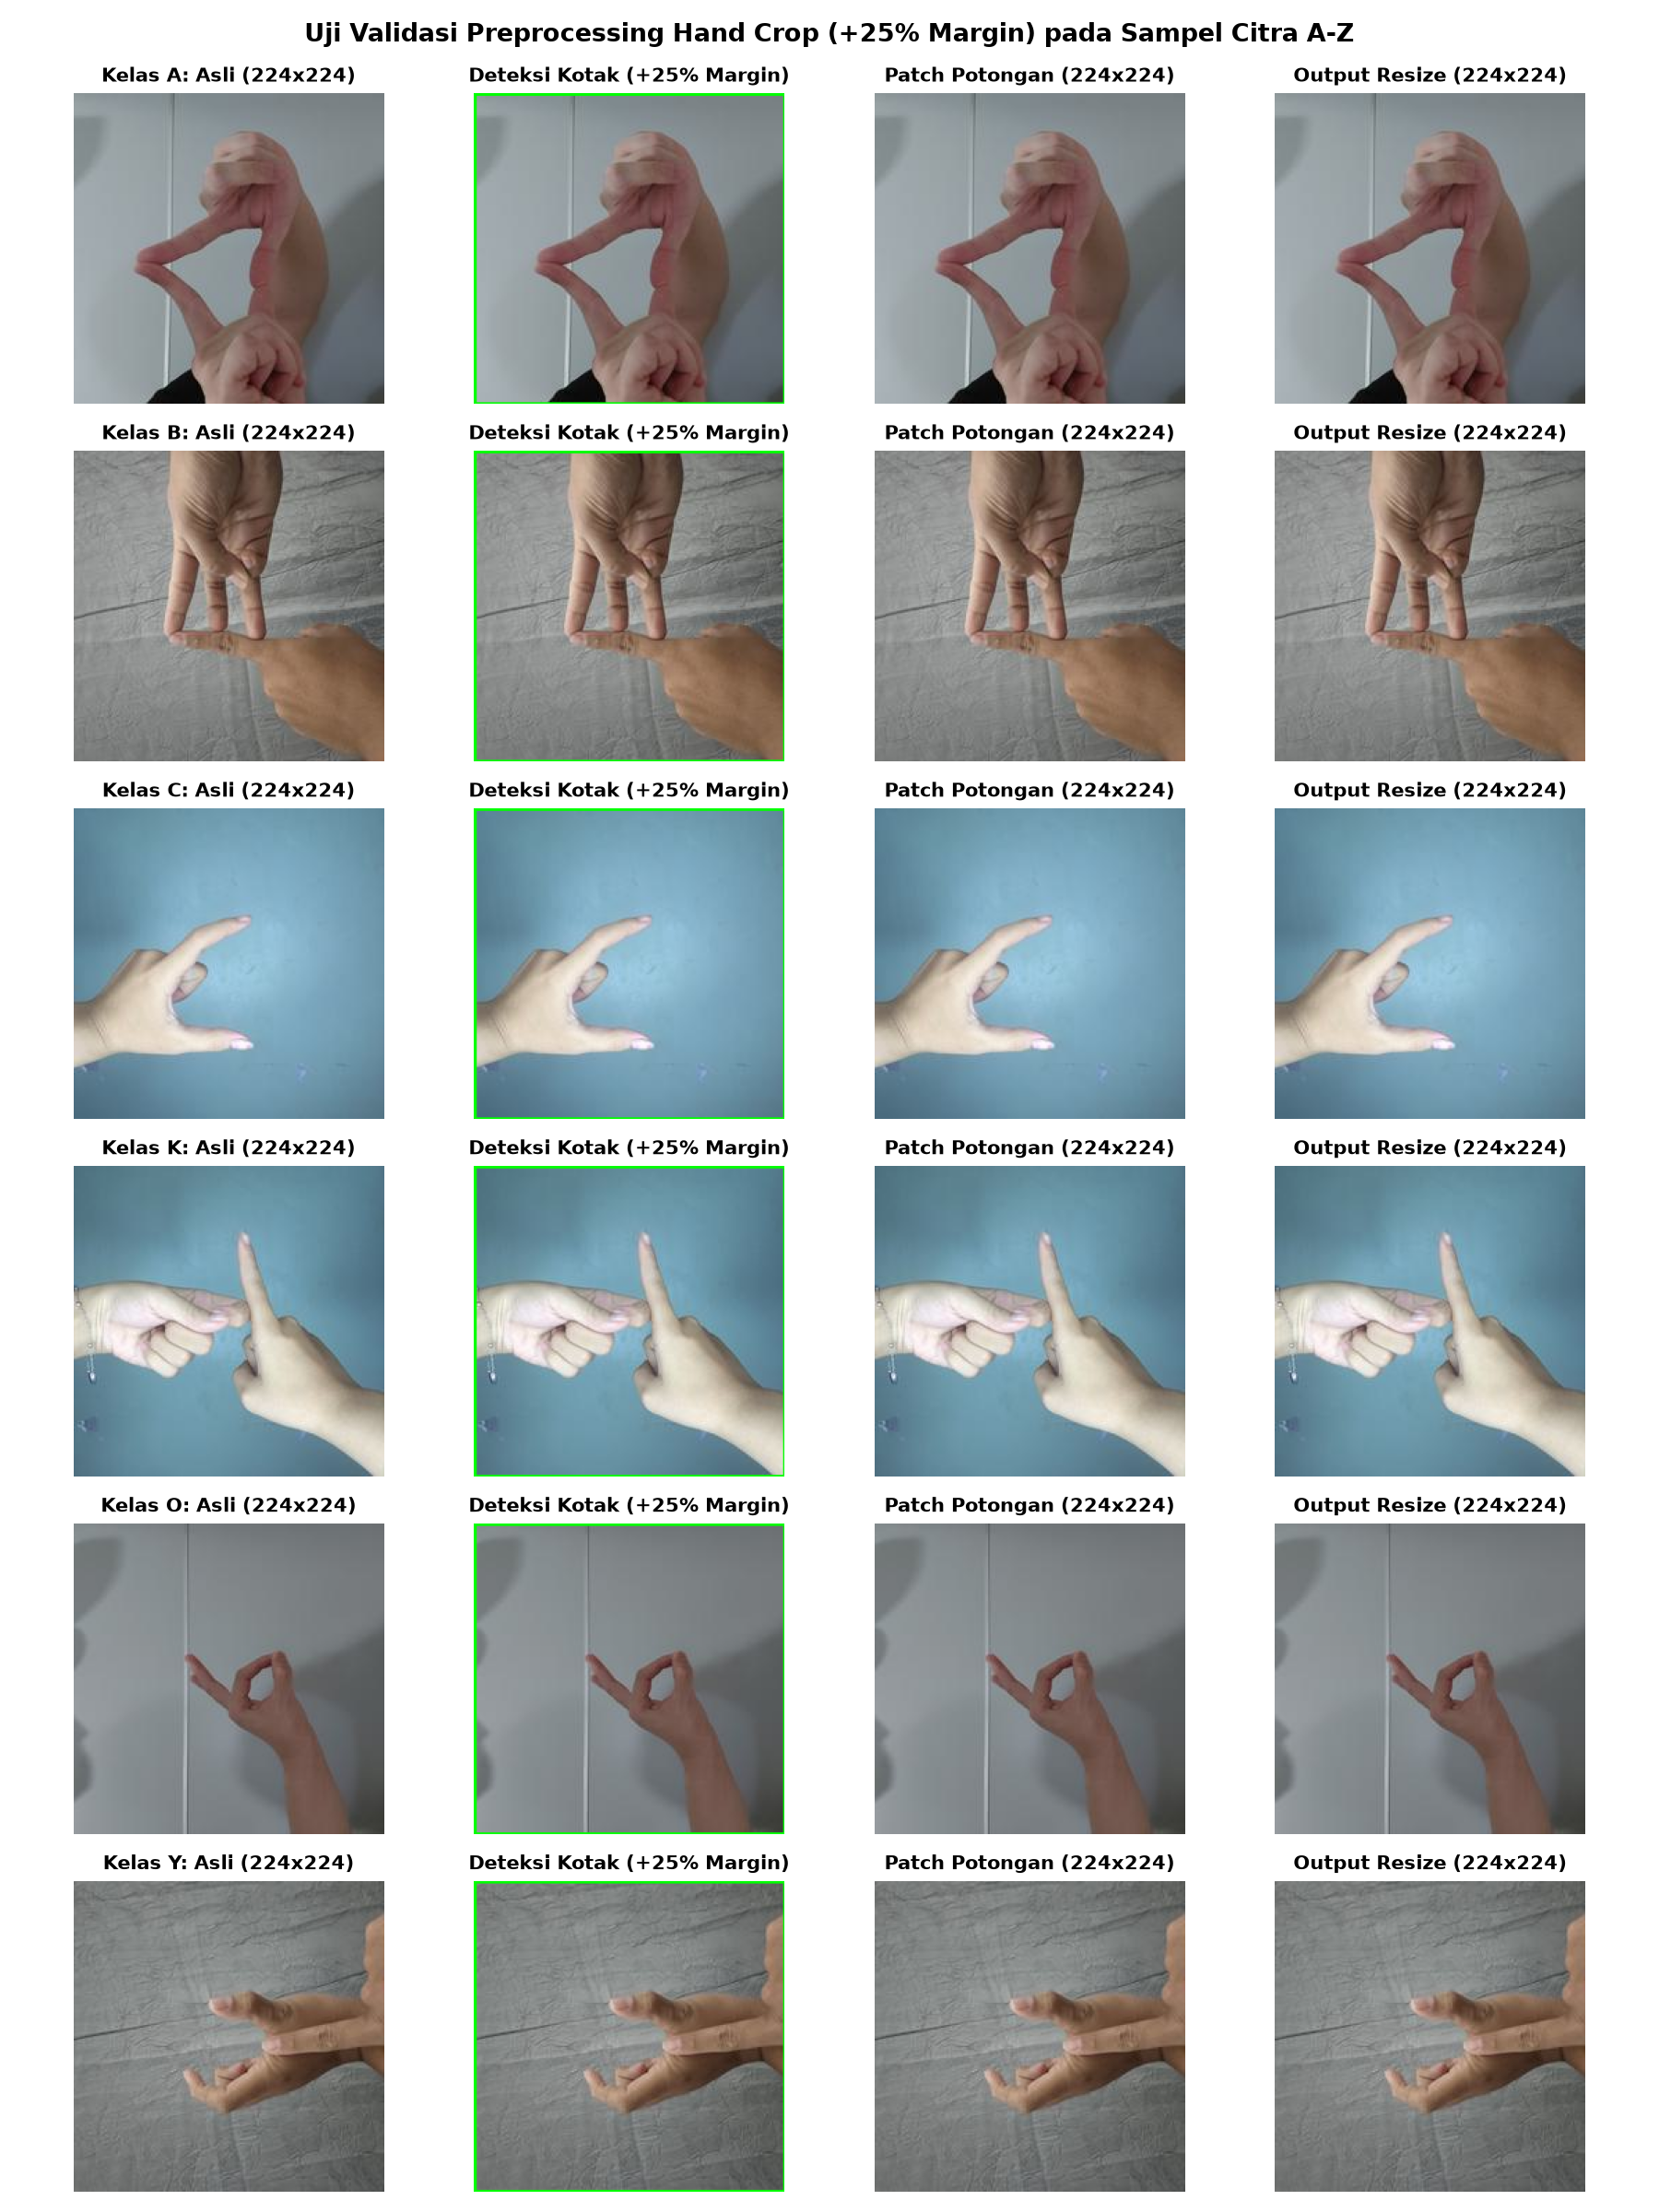 Uji Validasi Preprocessing Hand Crop (+25% Margin) pada Sampel Citra A-Z
Kelas A: Asli (224x224)
Deteksi Kotak (+25% Margin)
Patch Potongan (224x224)
Output Resize (224x224)
Kelas B: Asli (224x224)
Deteksi Kotak (+25% Margin)
Patch Potongan (224x224)
Output Resize (224x224)
Kelas C: Asli (224x224)
Deteksi Kotak (+25% Margin)
Patch Potongan (224x224)
Output Resize (224x224)
Kelas K: Asli (224x224)
Deteksi Kotak (+25% Margin)
Patch Potongan (224x224)
Output Resize (224x224)
Kelas O: Asli (224x224)
Deteksi Kotak (+25% Margin)
Patch Potongan (224x224)
Output Resize (224x224)
Kelas Y: Asli (224x224)
Deteksi Kotak (+25% Margin)
Patch Potongan (224x224)
Output Resize (224x224)